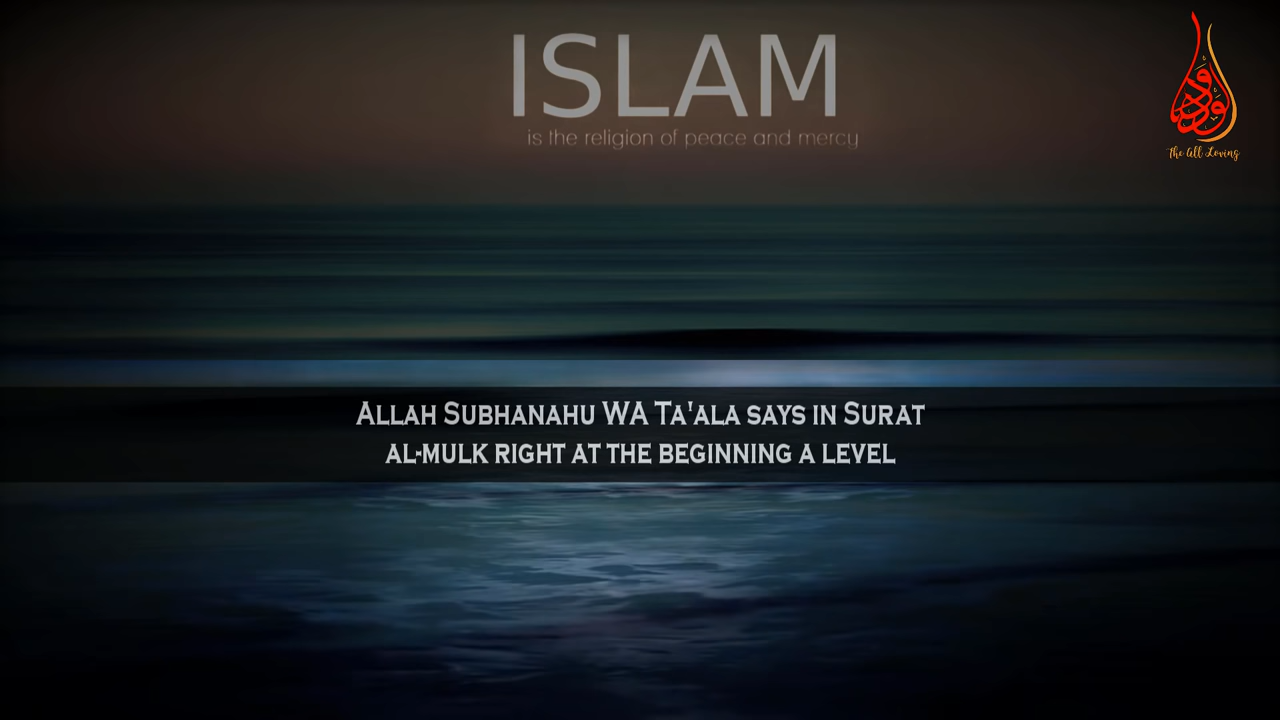 ISLAM
is the religion of peace and mercy
الودود
The All Loving
ALLAH SUBHANAHU WA TA'ALA SAYS IN SURAT
AL-MULK RIGHT AT THE BEGINNING A LEVEL